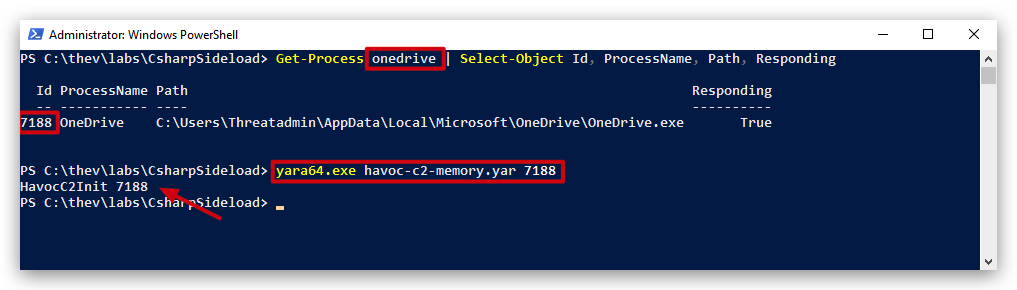 Administrator: Windows PowerShell
PS C:\thev\labs\CsharpSideload> Get-Process onedrive | Select-Object Id, ProcessName, Path, Responding
Id ProcessName Path Responding
-- ----------- ---- ----------
7188 OneDrive C:\Users\Threatadmin\AppData\Local\Microsoft\OneDrive\OneDrive.exe True
PS C:\thev\labs\CsharpSideload> yara64.exe havoc-c2-memory.yar 7188
HavocC2Init 7188
PS C:\thev\labs\CsharpSideload>